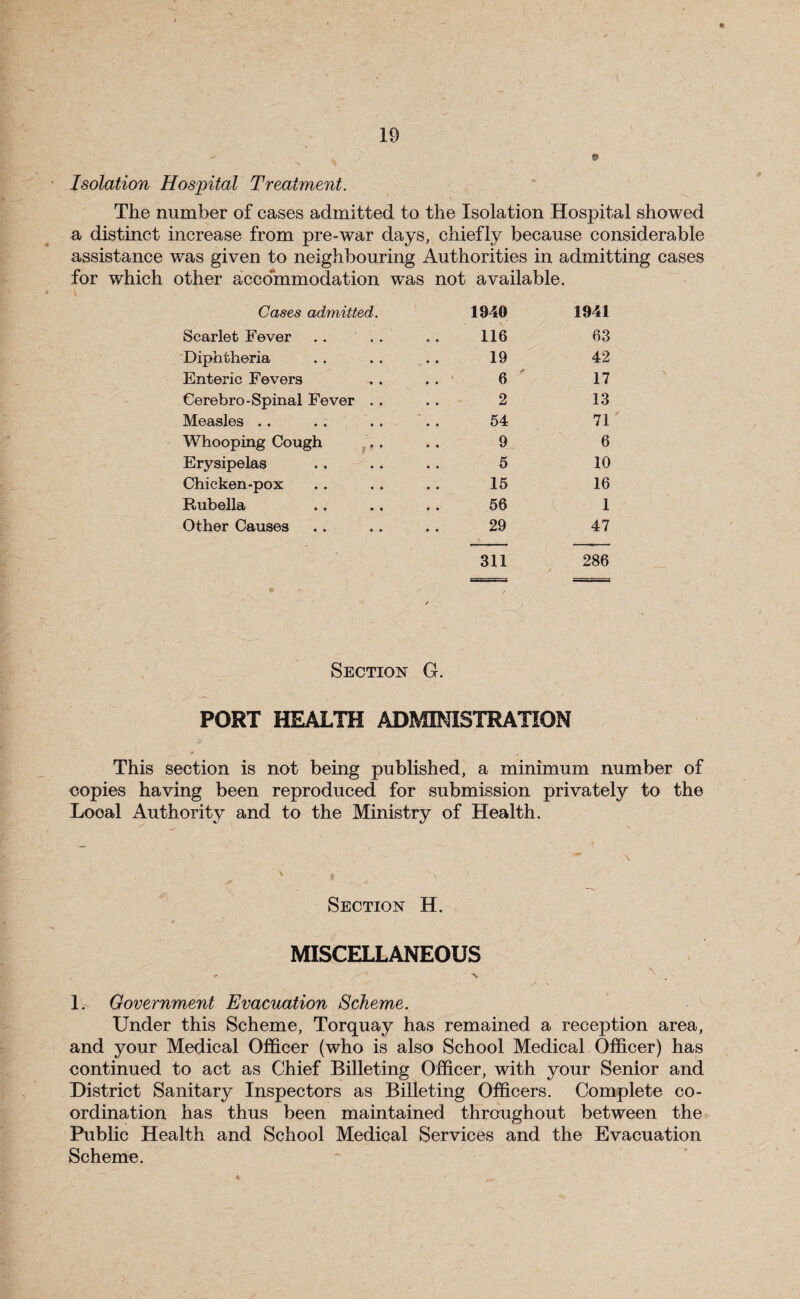 19
Isolation Hospital Treatment.
The number of cases admitted to the Isolation Hospital showed
a distinct increase from pre-war days, chiefly because considerable
assistance was given to neighbouring Authorities in admitting cases
for which other accommodation was not available.
Cases admitted. 1940 1941
Scarlet Fever .. .. .. 116 63
Diphtheria .. .. .. 19 42
Enteric Fevers .. .. 6 17
Cerebro-Spinal Fever .. .. 2 13
Measles .. .. .. .. 54 71
Whooping Cough .. .. 9 6
Erysipelas .. .. .. 5 10
Chicken-pox .. .. .. 15 16
Rubella .. .. .. 56 1
Other Causes .. .. .. 29 47
311 286
Section G.
PORT HEALTH ADMINISTRATION
This section is not being published, a minimum number of
copies having been reproduced for submission privately to the
Local Authority and to the Ministry of Health.
Section H.
MISCELLANEOUS
1. Government Evacuation Scheme.
Under this Scheme, Torquay has remained a reception area,
and your Medical Officer (who is also School Medical Officer) has
continued to act as Chief Billeting Officer, with your Senior and
District Sanitary Inspectors as Billeting Officers. Complete co-
ordination has thus been maintained throughout between the
Public Health and School Medical Services and the Evacuation
Scheme.